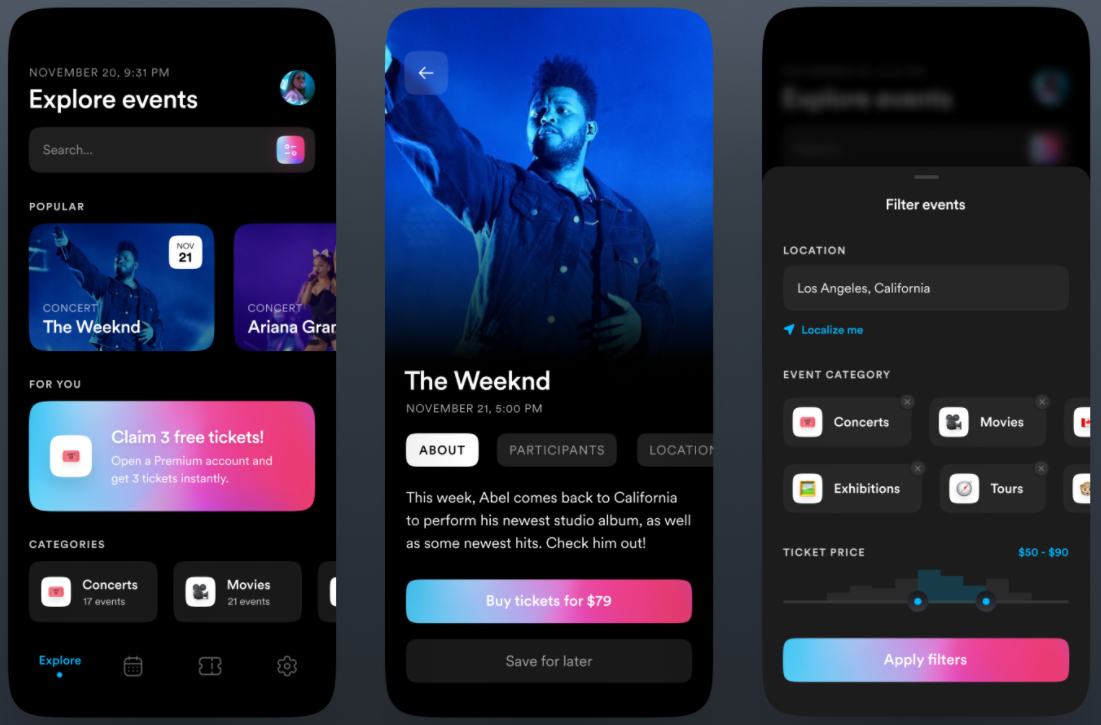 NOVEMBER 20, 9:31 PM
Explore events
Search...
POPULAR
NOV
21
CONCERT
The Weeknd
CONCERT
Ariana Gran
FOR YOU
Claim 3 free tickets!
Open a Premium account and
get 3 tickets instantly.
CATEGORIES
Concerts
17 events
Movies
21 events
Explore
The Weeknd
NOVEMBER 21, 5:00 PM
ABOUT
PARTICIPANTS
LOCATION
This week, Abel comes back to California
to perform his newest studio album, as well
as some newest hits. Check him out!
Buy tickets for $79
Save for later
Explore events
Filter events
LOCATION
Los Angeles, California
Localize me
EVENT CATEGORY
Concerts
Movies
Exhibitions
Tours
TICKET PRICE
$50 - $90
Apply filters